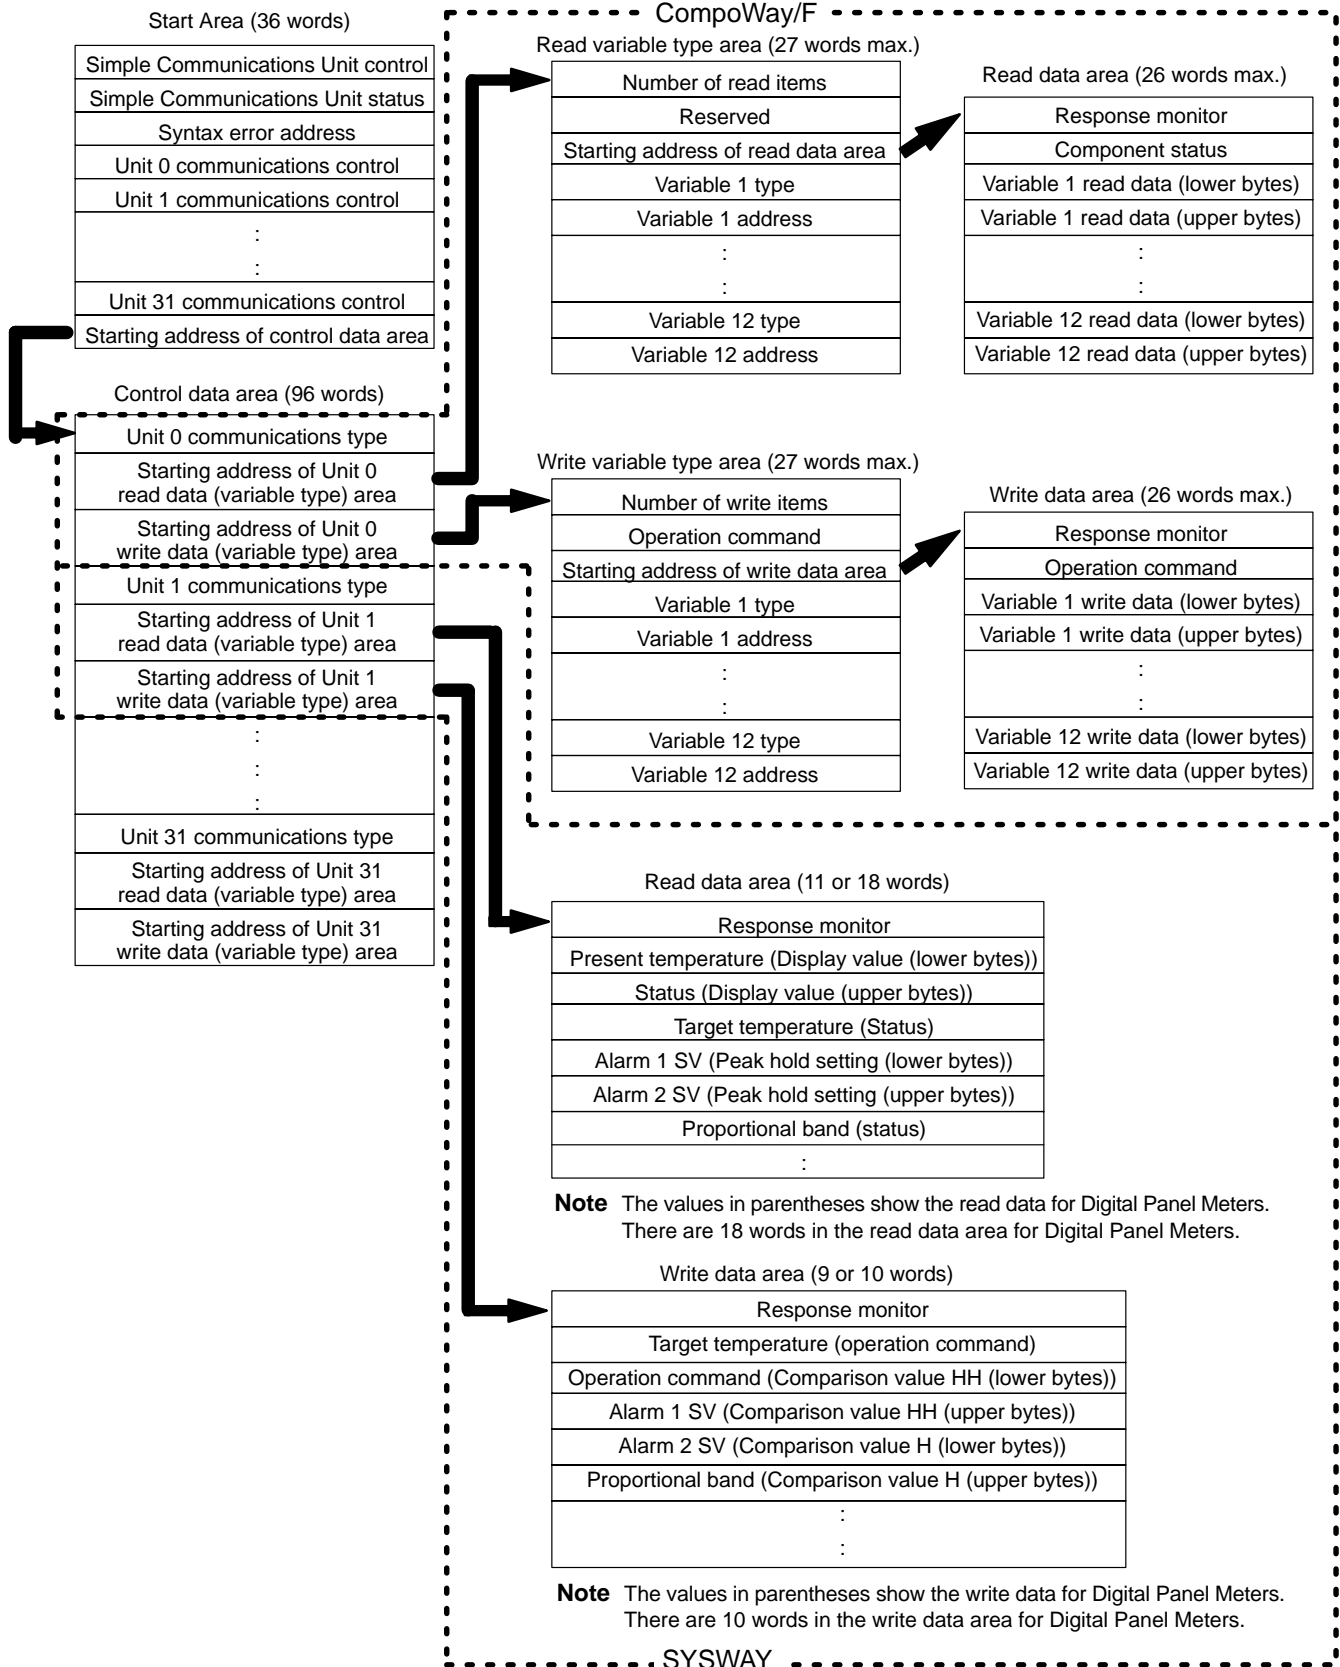 Start Area (36 words)
Simple Communications Unit control
Simple Communications Unit status
Syntax error address
Unit 0 communications control
Unit 1 communications control
:
:
Unit 31 communications control
Starting address of control data area
Control data area (96 words)
Unit 0 communications type
Starting address of Unit 0
read data (variable type) area
Starting address of Unit 0
write data (variable type) area
Unit 1 communications type
Starting address of Unit 1
read data (variable type) area
Starting address of Unit 1
write data (variable type) area
:
:
:
Unit 31 communications type
Starting address of Unit 31
read data (variable type) area
Starting address of Unit 31
write data (variable type) area
CompoWay/F
Read variable type area (27 words max.)
Number of read items
Reserved
Starting address of read data area
Variable 1 type
Variable 1 address
:
:
Variable 12 type
Variable 12 address
Read data area (26 words max.)
Response monitor
Component status
Variable 1 read data (lower bytes)
Variable 1 read data (upper bytes)
:
:
Variable 12 read data (lower bytes)
Variable 12 read data (upper bytes)
Write variable type area (27 words max.)
Number of write items
Operation command
Starting address of write data area
Variable 1 type
Variable 1 address
:
:
Variable 12 type
Variable 12 address
Write data area (26 words max.)
Response monitor
Operation command
Variable 1 write data (lower bytes)
Variable 1 write data (upper bytes)
:
:
Variable 12 write data (lower bytes)
Variable 12 write data (upper bytes)
Read data area (11 or 18 words)
Response monitor
Present temperature (Display value (lower bytes))
Status (Display value (upper bytes))
Target temperature (Status)
Alarm 1 SV (Peak hold setting (lower bytes))
Alarm 2 SV (Peak hold setting (upper bytes))
Proportional band (status)
:
Note The values in parentheses show the read data for Digital Panel Meters.
There are 18 words in the read data area for Digital Panel Meters.
Write data area (9 or 10 words)
Response monitor
Target temperature (operation command)
Operation command (Comparison value HH (lower bytes))
Alarm 1 SV (Comparison value HH (upper bytes))
Alarm 2 SV (Comparison value H (lower bytes))
Proportional band (Comparison value H (upper bytes))
:
:
Note The values in parentheses show the write data for Digital Panel Meters.
There are 10 words in the write data area for Digital Panel Meters.
SYSWAY